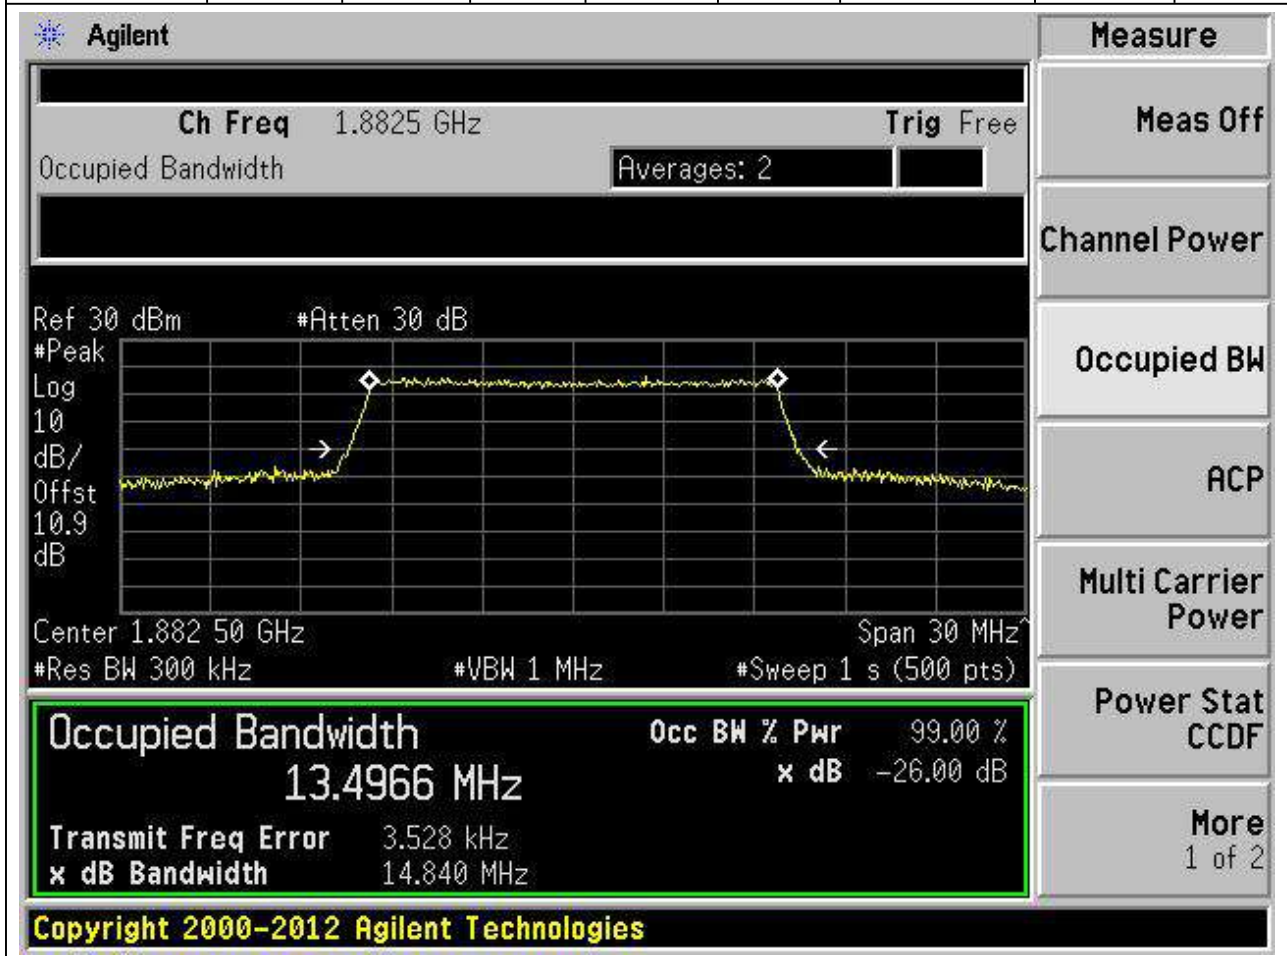 Agilent
Measure
Ch Freq 1.8825 GHz
Trig Free
Occupied Bandwidth
Averages: 2
Meas Off
Channel Power
Occupied BW
ACP
Multi Carrier
Power
Power Stat
CCDF
More
1 of 2
Ref 30 dBm #Atten 30 dB
#Peak
Log
10
dB/
Offst
10.9
dB
Center 1.882 50 GHz Span 30 MHz^
#Res BW 300 kHz #VBW 1 MHz #Sweep 1 s (500 pts)
Occupied Bandwidth
13.4966 MHz
Occ BW % Pwr 99.00 %
x dB -26.00 dB
Transmit Freq Error 3.528 kHz
x dB Bandwidth 14.840 MHz
Copyright 2000-2012 Agilent Technologies